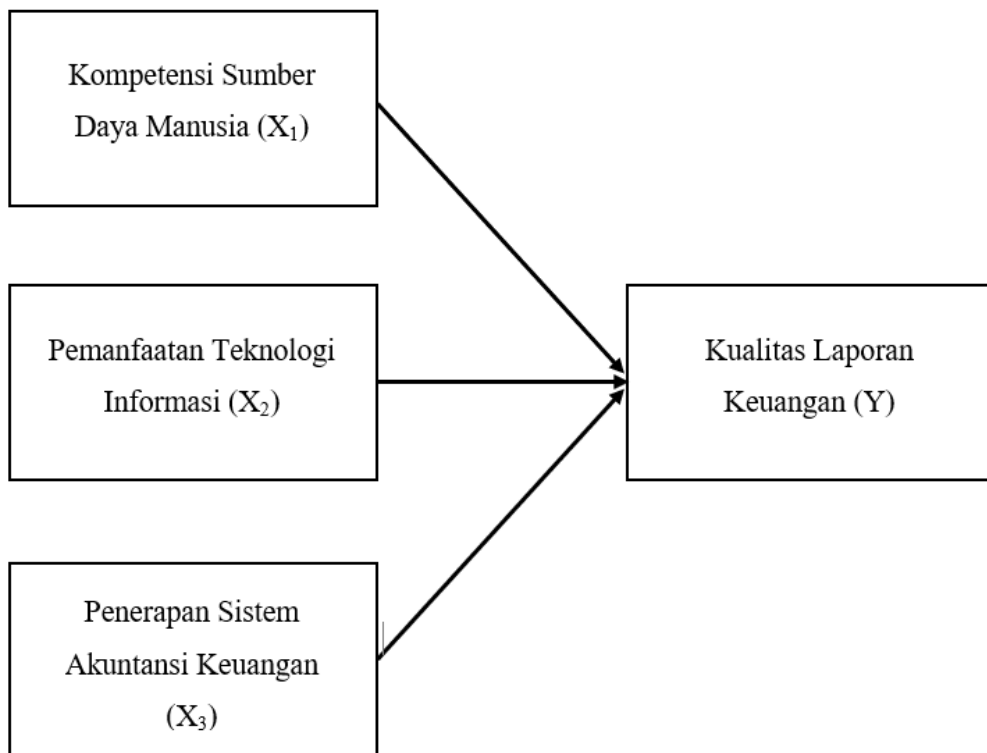 Kompetensi Sumber
Daya Manusia (X₁)
Pemanfaatan Teknologi
Informasi (X₂)
Kualitas Laporan
Keuangan (Y)
Penerapan Sistem
Akuntansi Keuangan
(X₃)